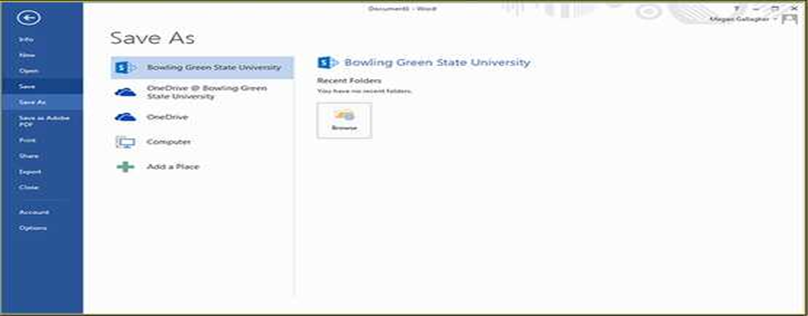 Document1 - Word
?
Megan Gallagher
Info
New
Open
Save
Save As
Save as Adobe
PDF
Print
Share
Export
Close
Account
Options
Save As
Bowling Green State University
OneDrive @ Bowling Green
State University
OneDrive
Computer
Add a Place
Bowling Green State University
Recent Folders
You have no recent folders.
Browse